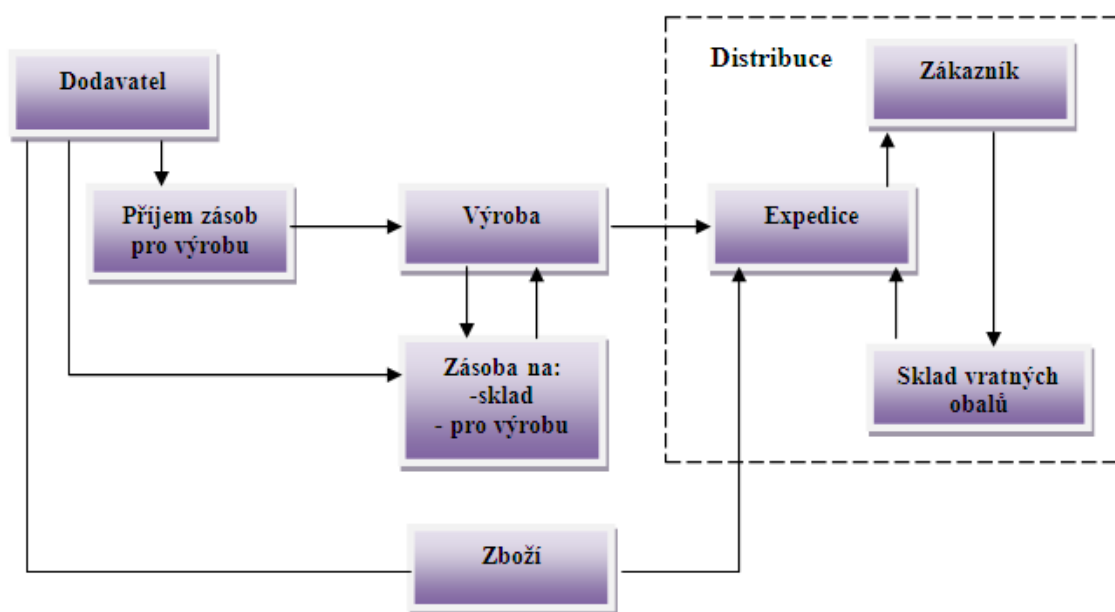 Distribuce
Dodavatel
Zákazník
Příjem zásob
pro výrobu
Výroba
Expedice
Zásoba na:
-sklad
- pro výrobu
Sklad vratných
obalů
Zboží